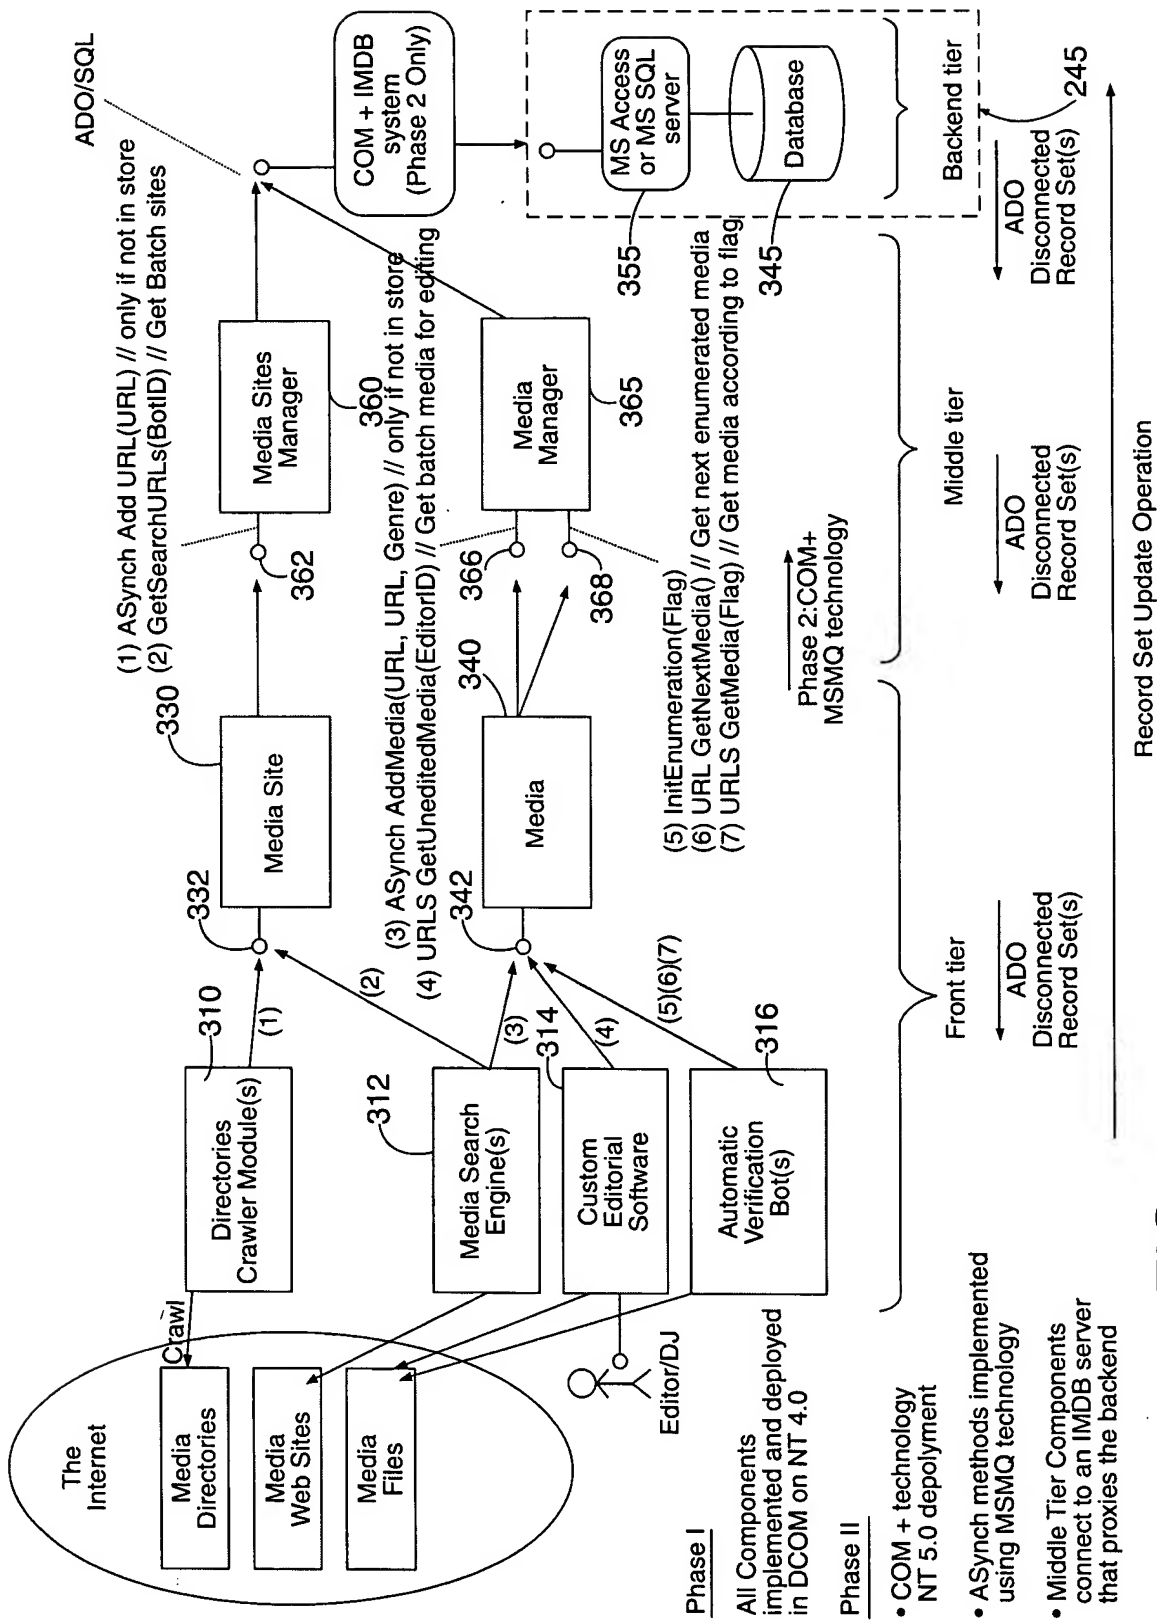 The
Internet
Media
Directories
Media
Web Sites
Media
Files
Crawl
Editor/DJ
Directories
Crawler Module(s)
310
(1)
Media Search
Engine(s)
312
(2)
(3)
Custom
Editorial
Software
314
(4)
Automatic
Verification
Bot(s)
316
(5)(6)(7)
332
Media Site
330
342
Media
340
(1) ASynch Add URL(URL) // only if not in store
(2) GetSearchURLs(BotID) // Get Batch sites
362
Media Sites
Manager
360
(3) ASynch AddMedia(URL, URL, Genre) // only if not in store
(4) URLS GetUneditedMedia(EditorID) // Get batch media for editing
366
368
Media
Manager
365
(5) InitEnumeration(Flag)
(6) URL GetNextMedia() // Get next enumerated media
(7) URLS GetMedia(Flag) // Get media according to flag
ADO/SQL
COM + IMDB
system
(Phase 2 Only)
MS Access
or MS SQL
server
355
Database
345
Backend tier
245
Phase 2:COM+
MSMQ technology
Front tier
Middle tier
ADO
Disconnected
Record Set(s)
ADO
Disconnected
Record Set(s)
ADO
Disconnected
Record Set(s)
Record Set Update Operation
Phase I
All Components
implemented and deployed
in DCOM on NT 4.0
Phase II
• COM + technology
NT 5.0 depolyment
• ASynch methods implemented
using MSMQ technology
• Middle Tier Components
connect to an IMDB server
that proxies the backend